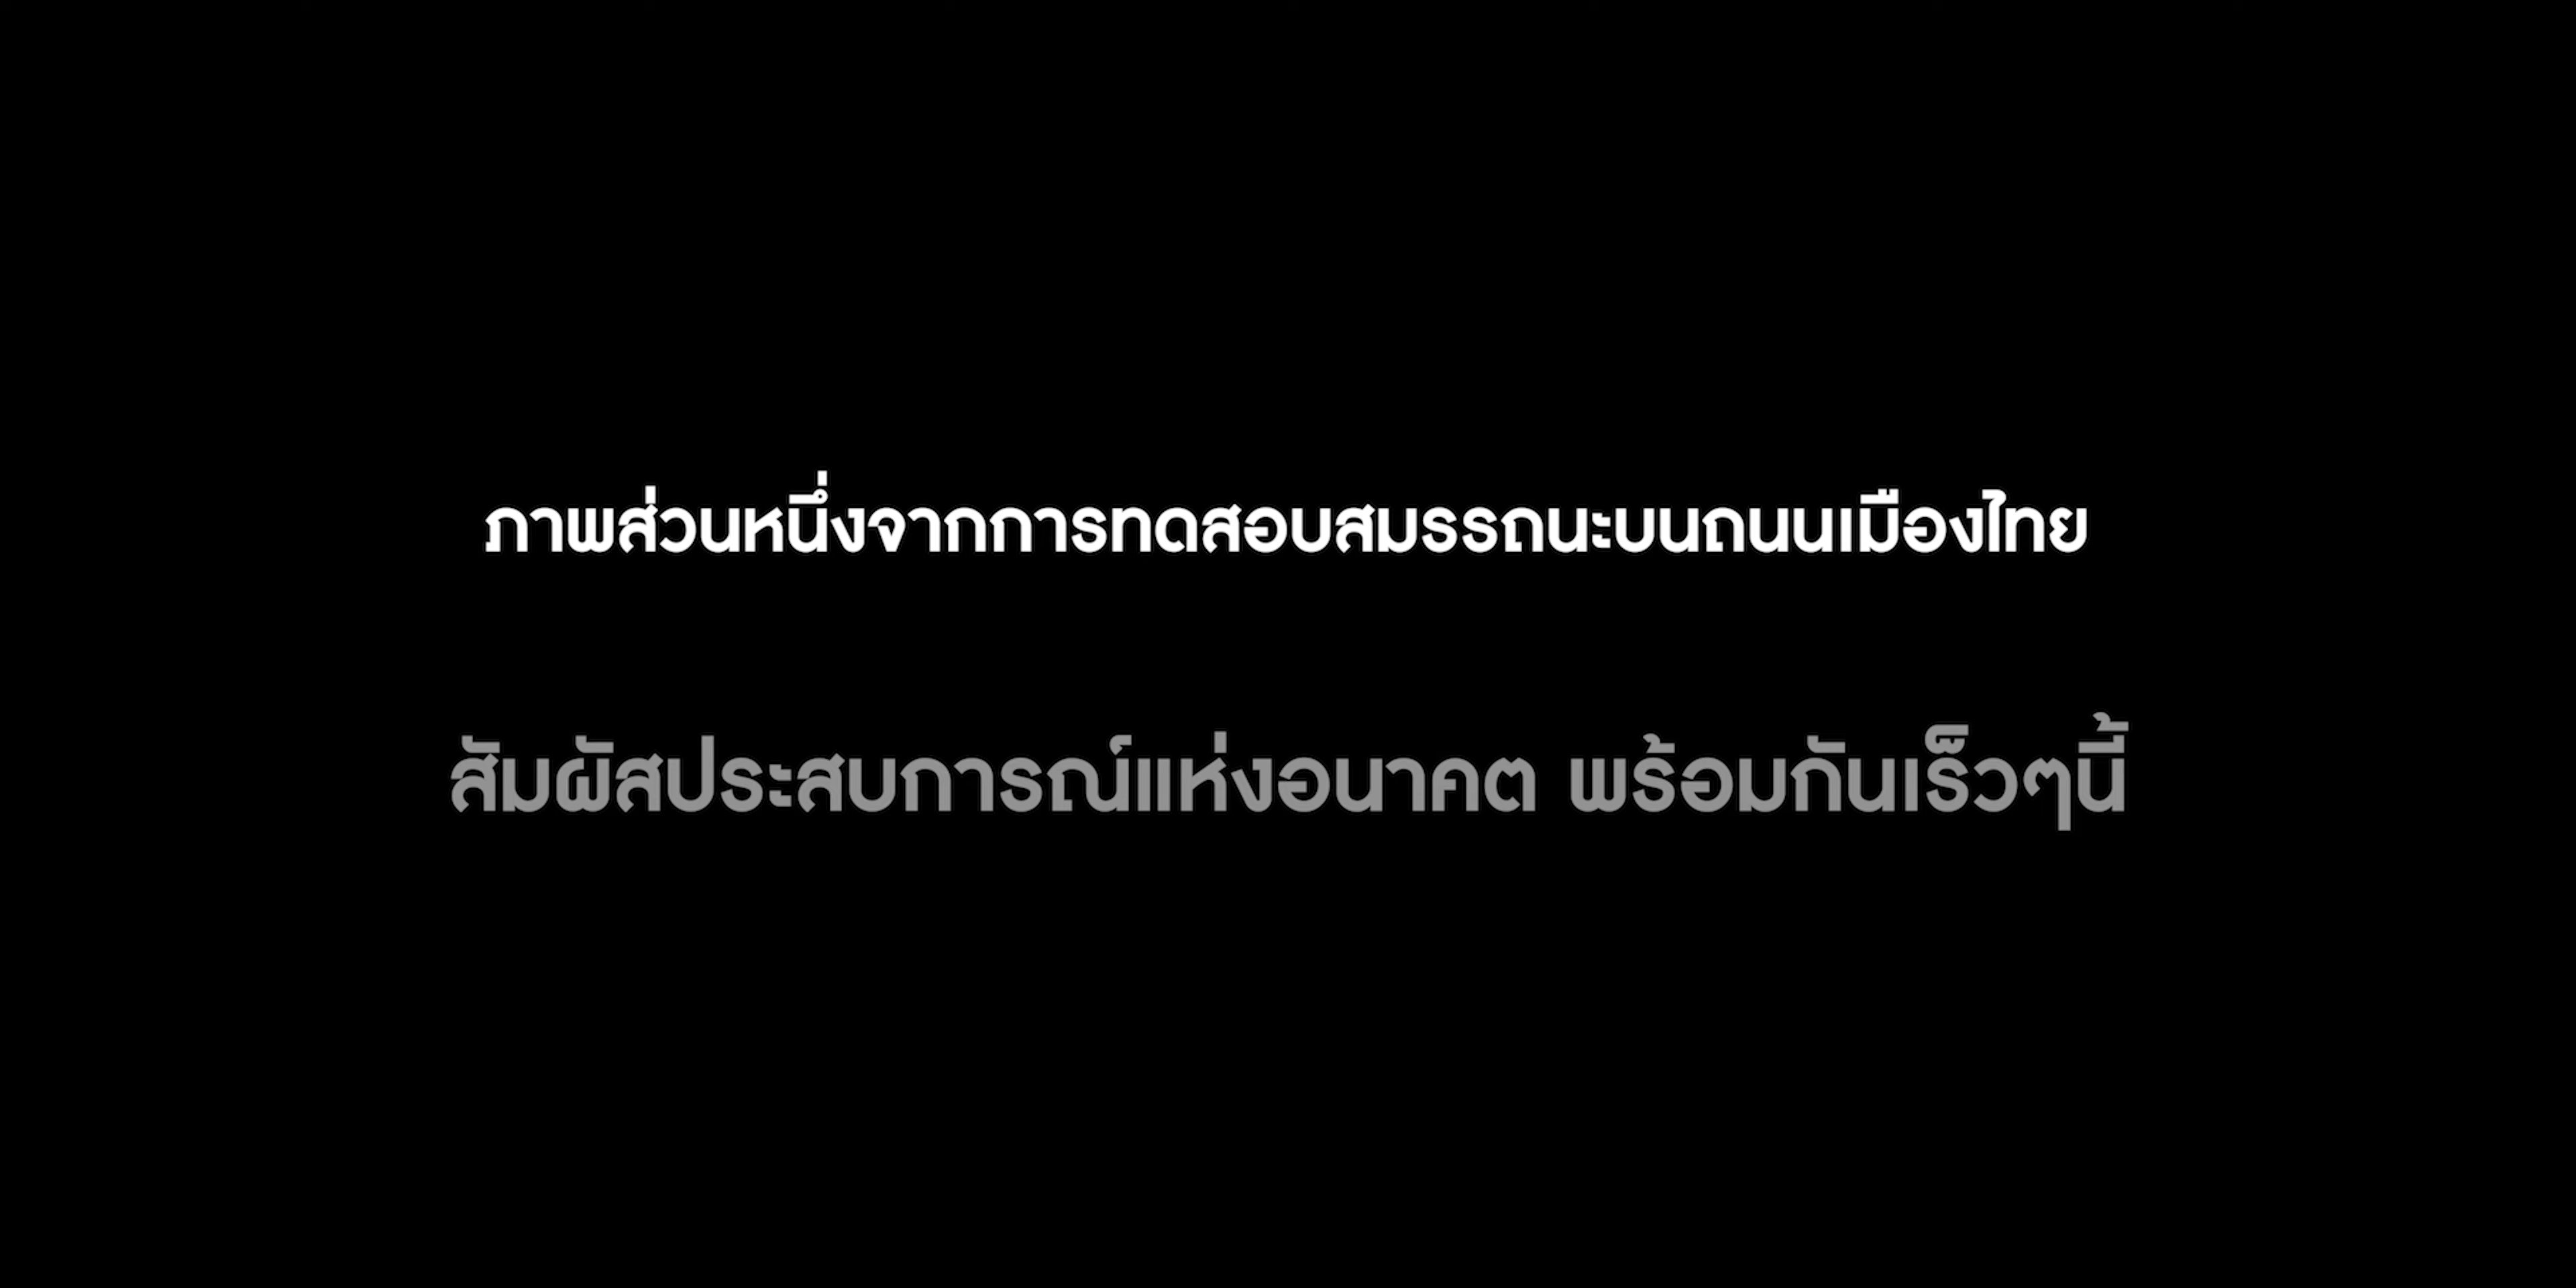 ภาพส่วนหนึ่งจากการทดสอบสมรรถนะบนถนนเมืองไทย
สัมผัสประสบการณ์แห่งอนาคต พร้อมกันเร็วๆนี้